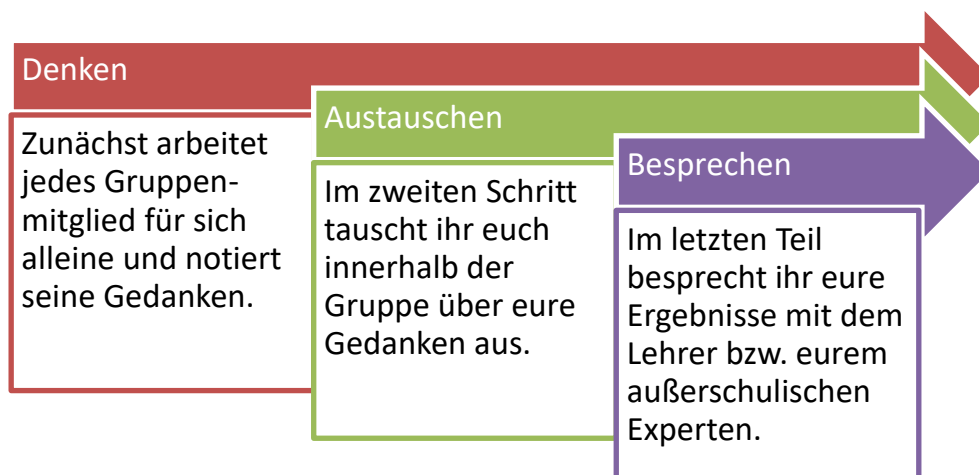 Denken
Zunächst arbeitet
jedes Gruppen-
mitglied für sich
alleine und notiert
seine Gedanken.
Austauschen
Im zweiten Schritt
tauscht ihr euch
innerhalb der
Gruppe über eure
Gedanken aus.
Besprechen
Im letzten Teil
besprecht ihr eure
Ergebnisse mit dem
Lehrer bzw. eurem
außerschulischen
Experten.